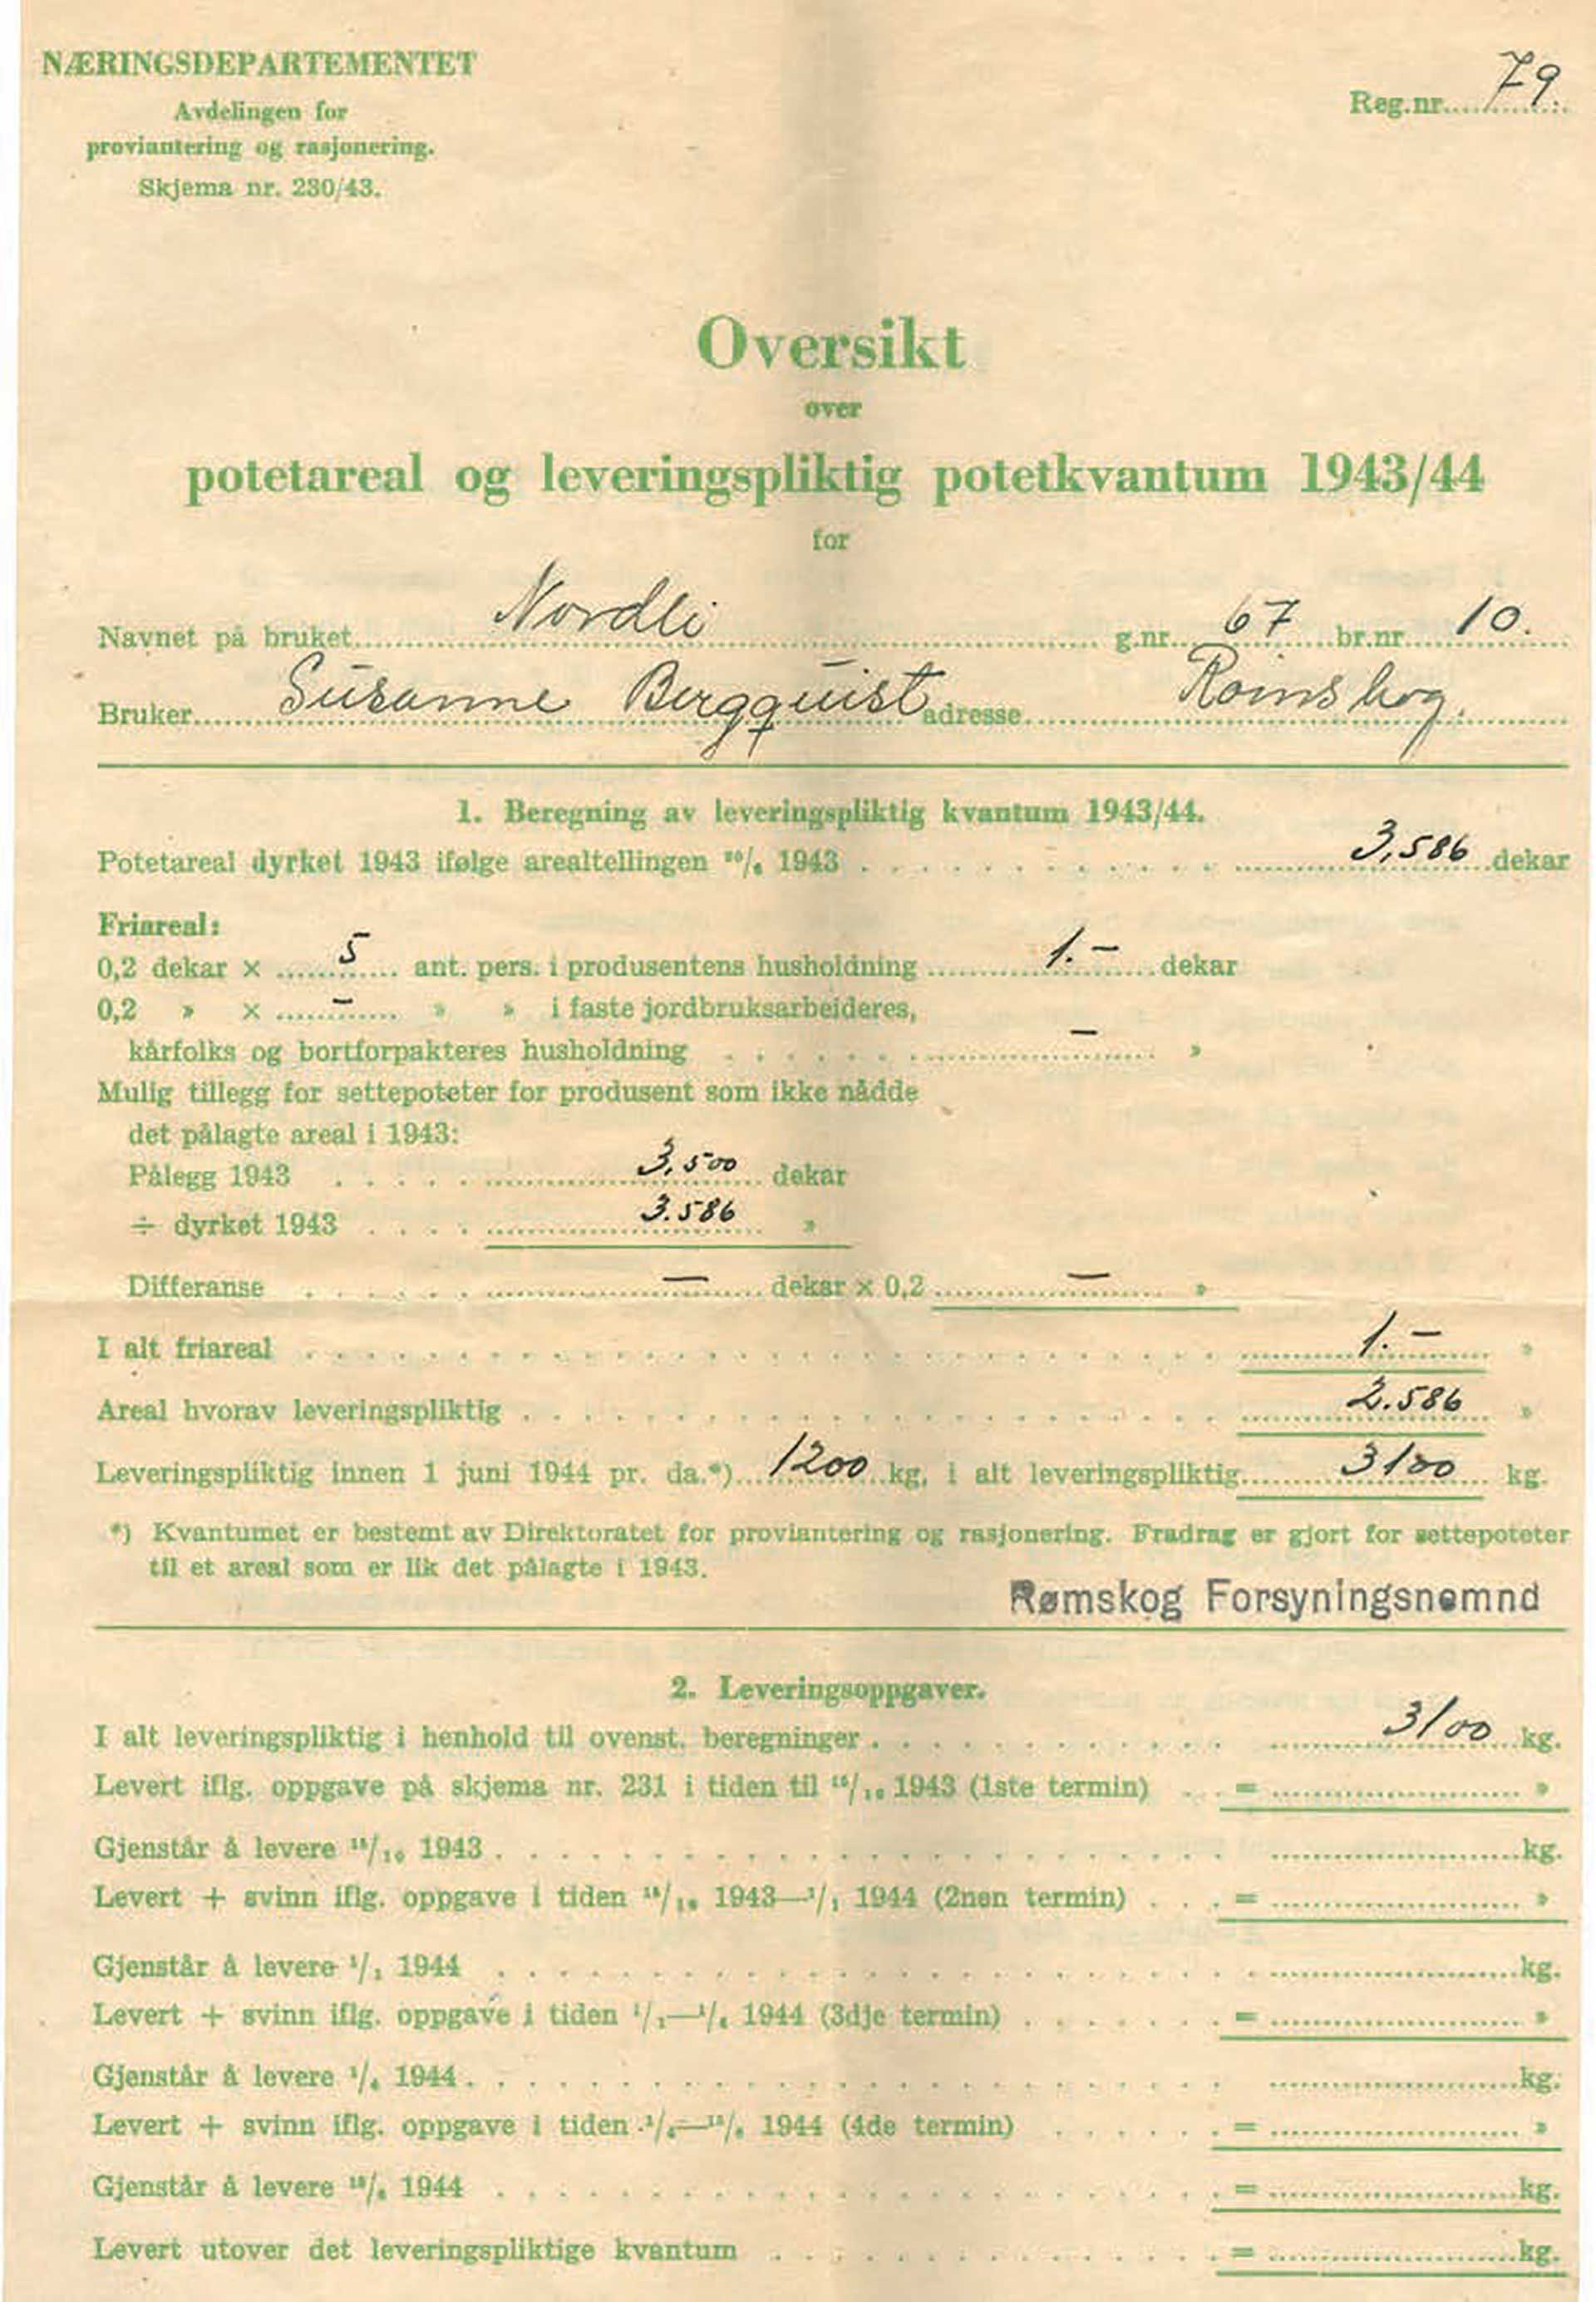 NÆRINGSDEPARTEMENTET
Avdelingen for
proviantering og rasjonering.
Skjema nr. 230/43.
Reg.nr. 79.
Oversikt
over
potetareal og leveringspliktig potetkvantum 1943/44
for
Navnet på bruket Nordli g.nr. 67 br.nr. 10.
Bruker Susanne Bergquist adresse Römskog.
1. Beregning av leveringspliktig kvantum 1943/44.
Potetareal dyrket 1943 ifølge arealtellingen 20/6 1943 3,586 dekar
Friareal:
0,2 dekar × 5 ant. pers. i produsentens husholdning 1.— dekar
0,2 » × — » » i faste jordbruksarbeideres,
kårfolks og bortforpakteres husholdning — »
Mulig tillegg for settepoteter for produsent som ikke nådde
det pålagte areal i 1943:
Pålegg 1943 3.500 dekar
÷ dyrket 1943 3.586 »
Differanse — dekar × 0,2 — »
I alt friareal 1.— »
Areal hvorav leveringspliktig 2.586 »
Leveringspliktig innen 1 juni 1944 pr. da.*) 1200 kg, i alt leveringspliktig 3100 kg.
*) Kvantumet er bestemt av Direktoratet for proviantering og rasjonering. Fradrag er gjort for settepoteter
til et areal som er lik det pålagte i 1943.
Rømskog Forsyningsnemnd
2. Leveringsoppgaver.
I alt leveringspliktig i henhold til ovenst. beregninger 3100 kg.
Levert iflg. oppgave på skjema nr. 231 i tiden til 15/10 1943 (1ste termin) = »
Gjenstår å levere 15/10 1943 kg.
Levert + svinn iflg. oppgave i tiden 15/10 1943—1/1 1944 (2nen termin) = »
Gjenstår å levere 1/1 1944 kg.
Levert + svinn iflg. oppgave i tiden 1/1—1/4 1944 (3dje termin) = »
Gjenstår å levere 1/4 1944 kg.
Levert + svinn iflg. oppgave i tiden 1/4—15/6 1944 (4de termin) = »
Gjenstår å levere 15/6 1944 = kg.
Levert utover det leveringspliktige kvantum = kg.